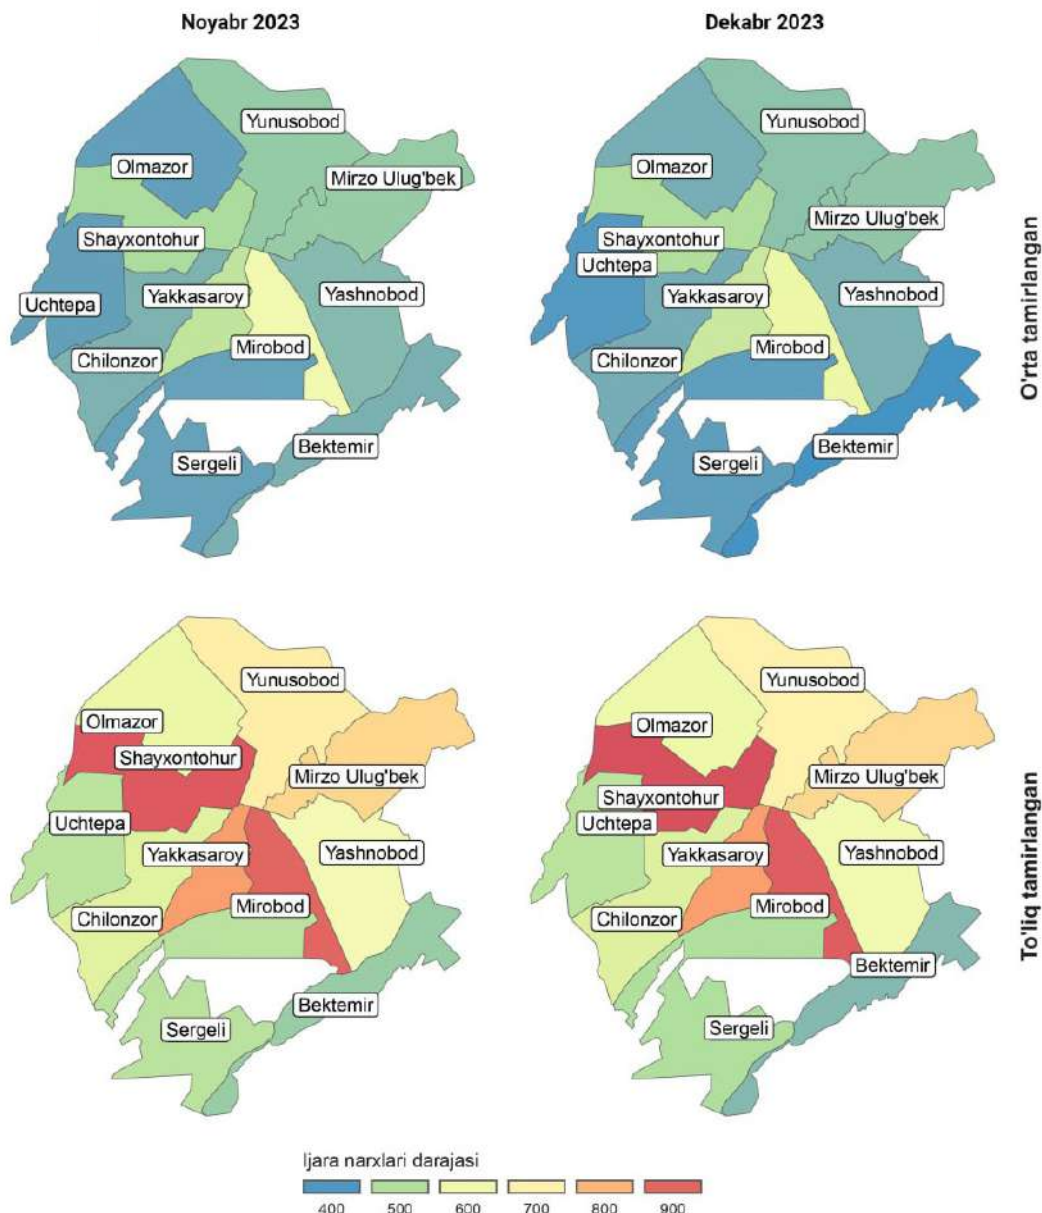 Noyabr 2023
Dekabr 2023
Yunusobod
Olmazor
Mirzo Ulug'bek
Shayxontohur
Uchtepa
Yakkasaroy
Yashnobod
Mirobod
Chilonzor
Bektemir
Sergeli
Yunusobod
Olmazor
Mirzo Ulug'bek
Shayxontohur
Uchtepa
Yakkasaroy
Yashnobod
Mirobod
Chilonzor
Bektemir
Sergeli
O'rta tamirlangan
Yunusobod
Olmazor
Shayxontohur
Mirzo Ulug'bek
Uchtepa
Yakkasaroy
Yashnobod
Mirobod
Chilonzor
Bektemir
Sergeli
Yunusobod
Olmazor
Mirzo Ulug'bek
Shayxontohur
Uchtepa
Yakkasaroy
Yashnobod
Mirobod
Chilonzor
Bektemir
Sergeli
To'liq tamirlangan
Ijara narxlari darajasi
400 500 600 700 800 900